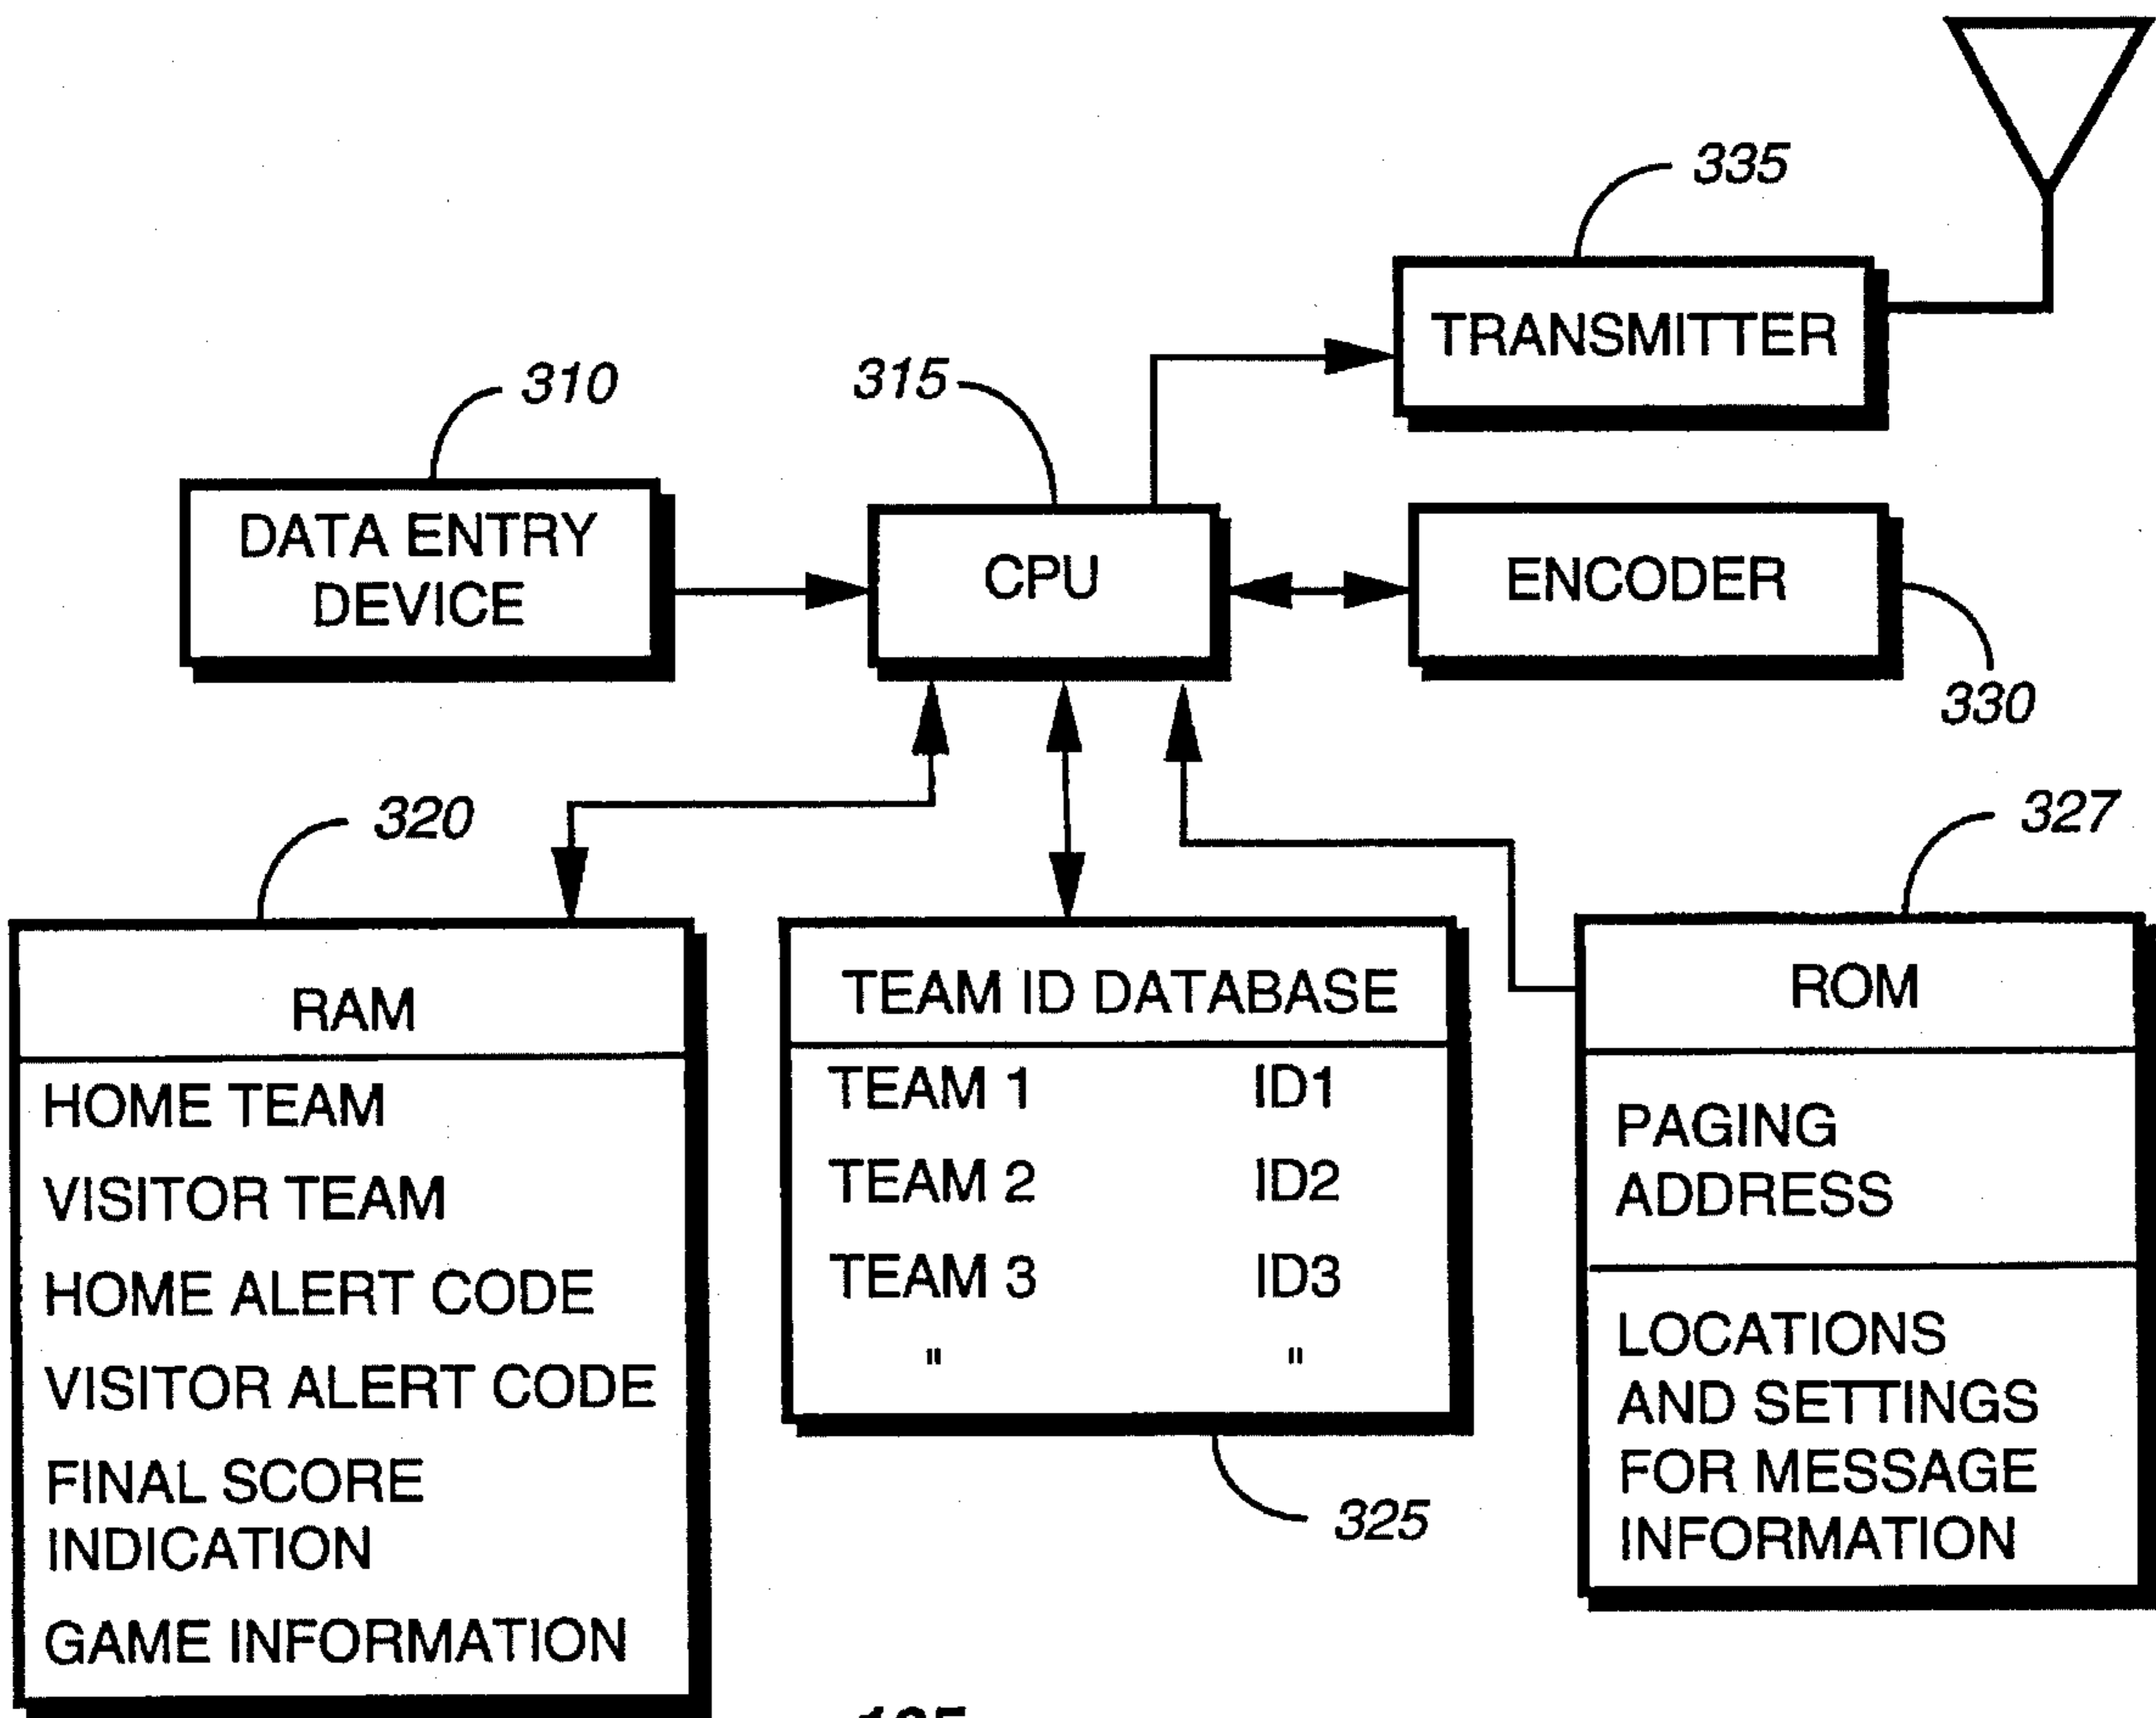 335
TRANSMITTER
310
315
DATA ENTRY
DEVICE
CPU
ENCODER
330
320
327
RAM
HOME TEAM
VISITOR TEAM
HOME ALERT CODE
VISITOR ALERT CODE
FINAL SCORE
INDICATION
GAME INFORMATION
TEAM ID DATABASE
TEAM 1 ID1
TEAM 2 ID2
TEAM 3 ID3
" "
325
ROM
PAGING
ADDRESS
LOCATIONS
AND SETTINGS
FOR MESSAGE
INFORMATION